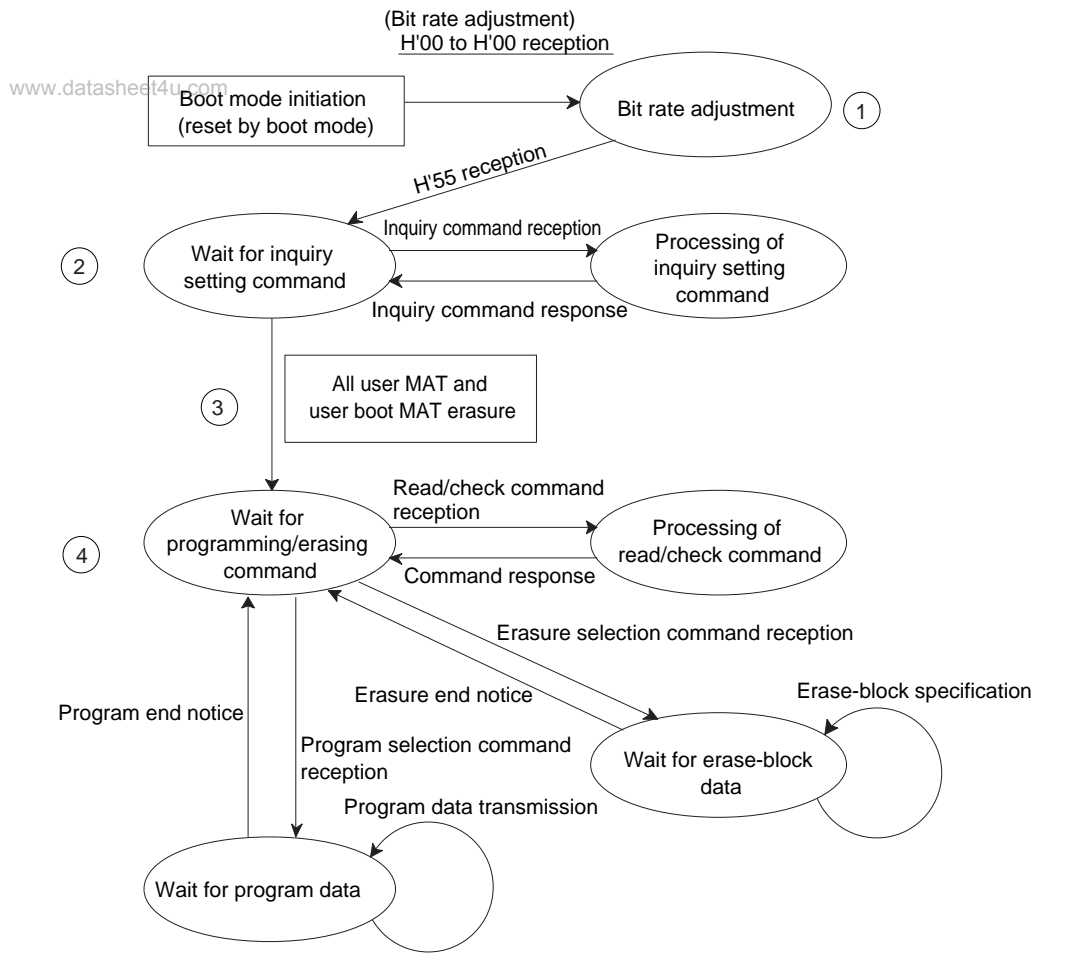 (Bit rate adjustment)
H'00 to H'00 reception
www.datasheet4u.com
Boot mode initiation
(reset by boot mode)
Bit rate adjustment
1
H'55 reception
Inquiry command reception
2
Wait for inquiry
setting command
Processing of
inquiry setting
command
Inquiry command response
3
All user MAT and
user boot MAT erasure
Read/check command
reception
4
Wait for
programming/erasing
command
Processing of
read/check command
Command response
Erasure selection command reception
Erasure end notice
Erase-block specification
Program end notice
Program selection command
reception
Wait for erase-block
data
Program data transmission
Wait for program data